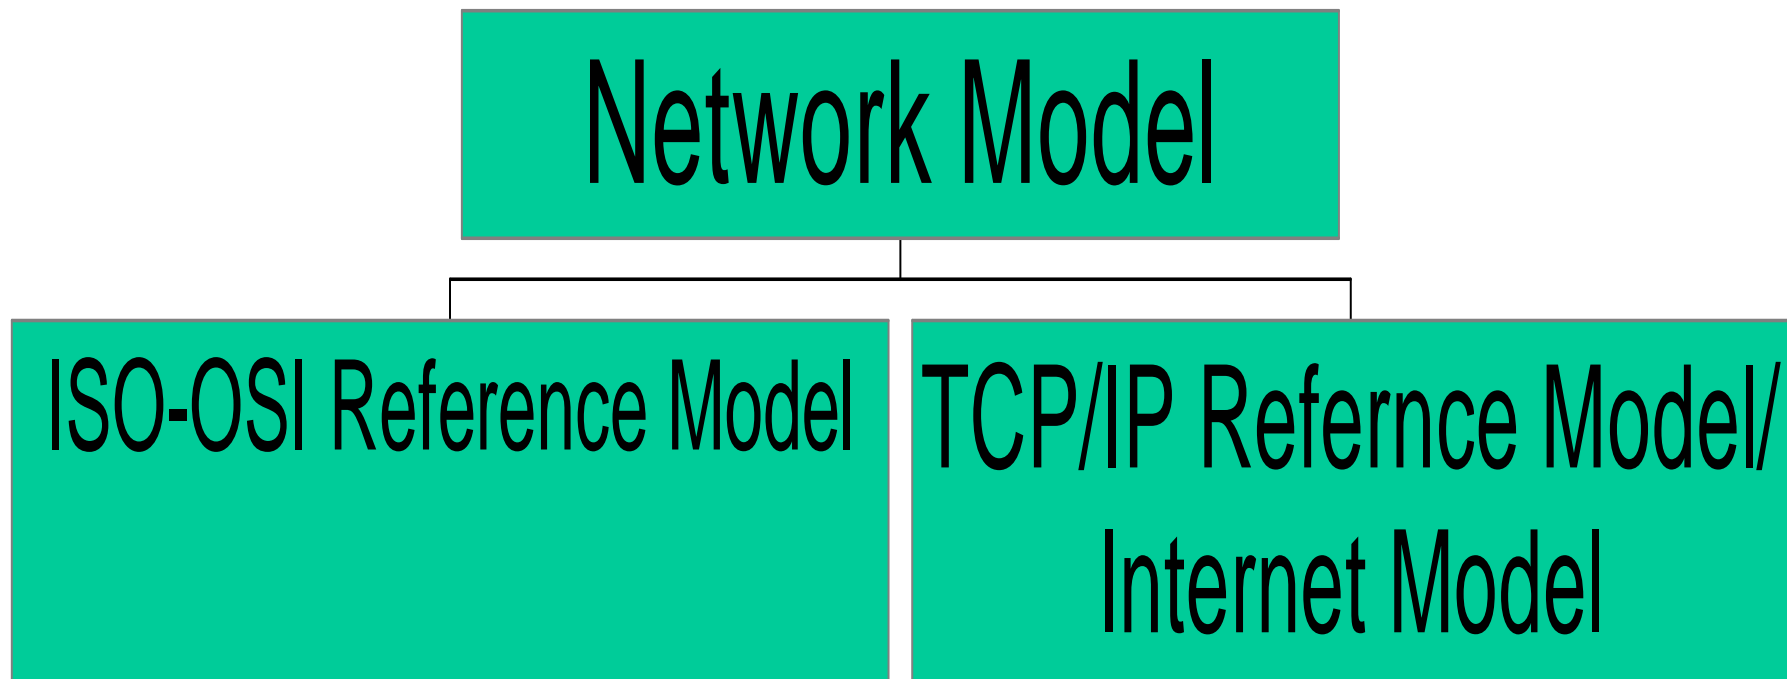 Network Model
ISO-OSI Reference Model
TCP/IP Refernce Model/
Internet Model